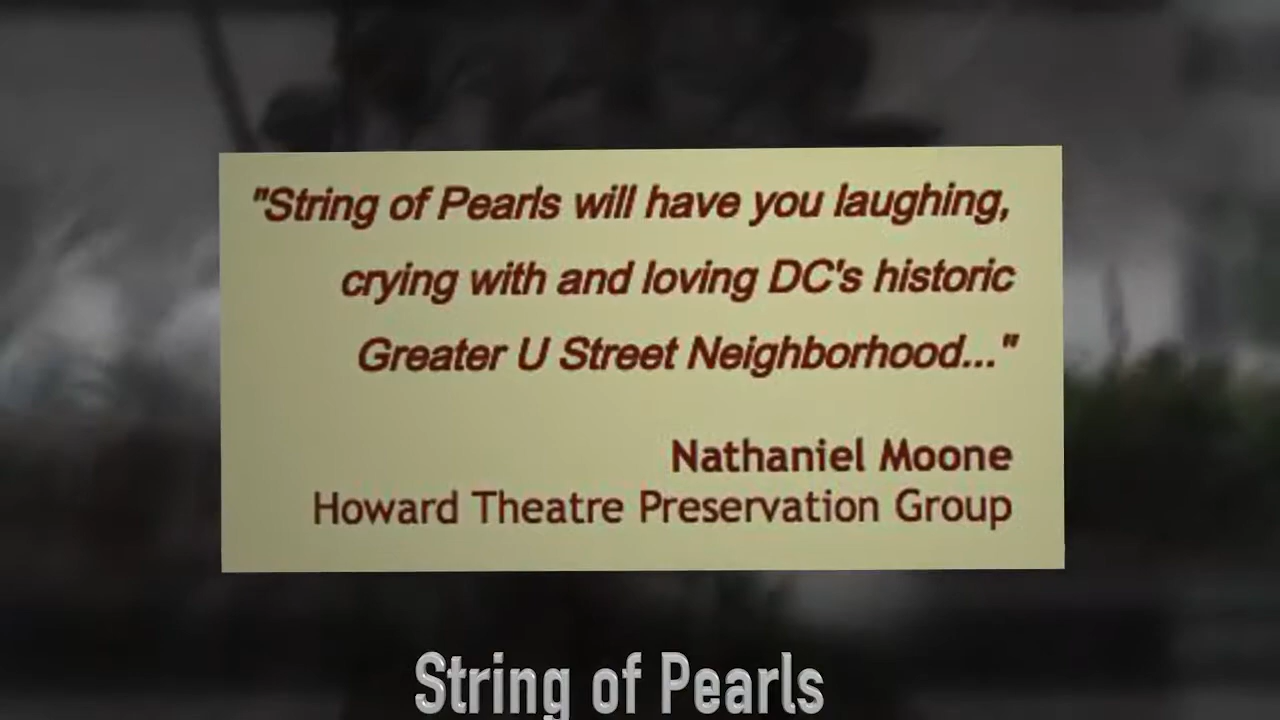 "String of Pearls will have you laughing,
crying with and loving DC's historic
Greater U Street Neighborhood..."
Nathaniel Moone
Howard Theatre Preservation Group
String of Pearls